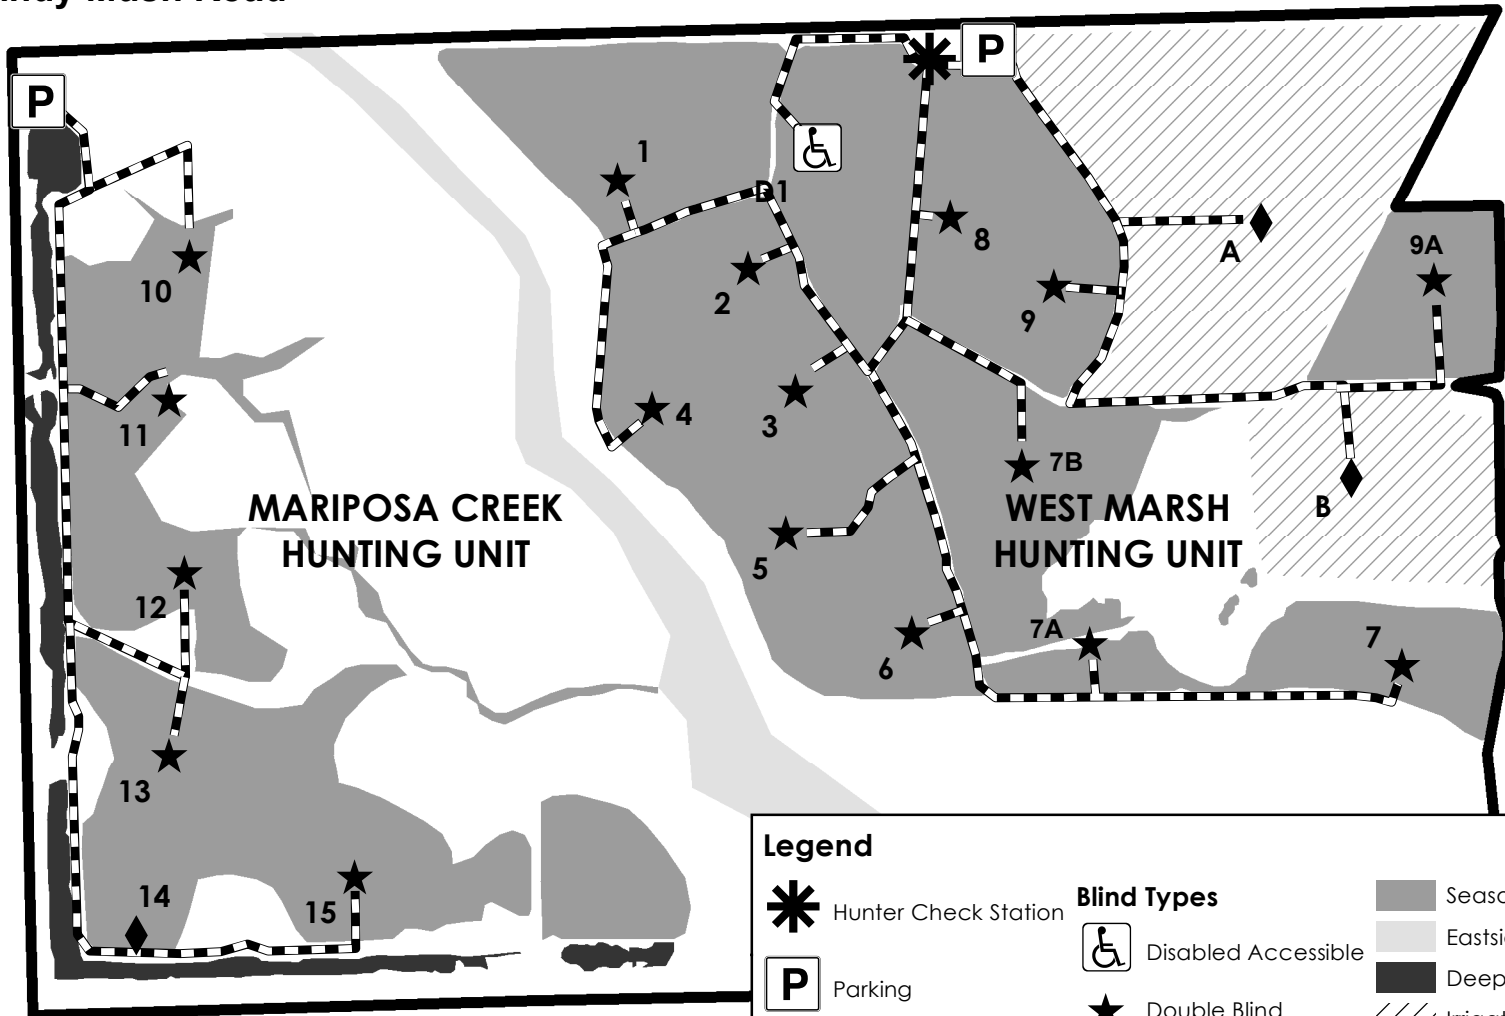 Road
P
P
1
D1
8
A
9A
2
9
10
11
4
3
7B
B
MARIPOSA CREEK
HUNTING UNIT
WEST MARSH
HUNTING UNIT
5
12
6
7A
7
13
14
15
Legend
Hunter Check Station
P
Parking
Blind Types
Disabled Accessible
Double Blind